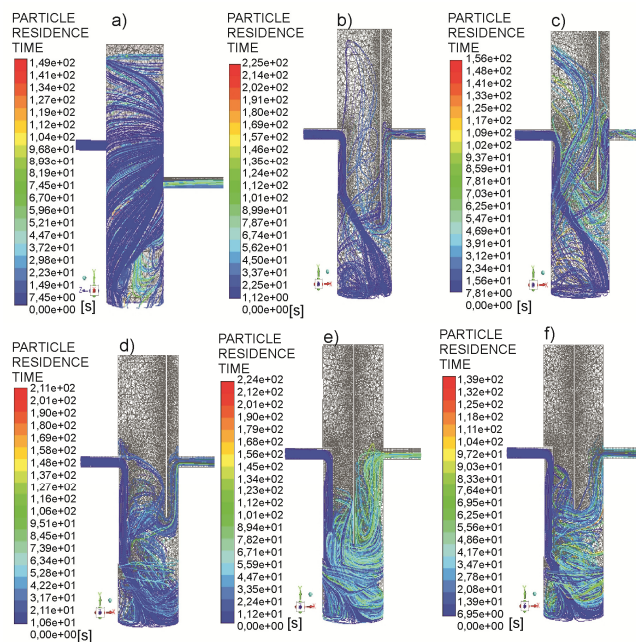 PARTICLE
RESIDENCE
TIME
a)
1,49e+02
1,41e+02
1,34e+02
1,27e+02
1,19e+02
1,12e+02
1,04e+02
9,68e+01
8,93e+01
8,19e+01
7,45e+01
6,70e+01
5,96e+01
5,21e+01
4,47e+01
3,72e+01
2,98e+01
2,23e+01
1,49e+01
7,45e+00
0,00e+00 [s]
PARTICLE
RESIDENCE
TIME
b)
2,25e+02
2,14e+02
2,02e+02
1,91e+02
1,80e+02
1,69e+02
1,57e+02
1,46e+02
1,35e+02
1,24e+02
1,12e+02
1,01e+02
8,99e+01
7,87e+01
6,74e+01
5,62e+01
4,50e+01
3,37e+01
2,25e+01
1,12e+01
0,00e+00 [s]
PARTICLE
RESIDENCE
TIME
c)
1,56e+02
1,48e+02
1,41e+02
1,33e+02
1,25e+02
1,17e+02
1,09e+02
1,02e+02
9,37e+01
8,59e+01
7,81e+01
7,03e+01
6,25e+01
5,47e+01
4,69e+01
3,91e+01
3,12e+01
2,34e+01
1,56e+01
7,81e+00
0,00e+00 [s]
PARTICLE
RESIDENCE
TIME
d)
2,11e+02
2,01e+02
1,90e+02
1,80e+02
1,69e+02
1,58e+02
1,48e+02
1,37e+02
1,27e+02
1,16e+02
1,06e+02
9,51e+01
8,45e+01
7,39e+01
6,34e+01
5,28e+01
4,22e+01
3,17e+01
2,11e+01
1,06e+01
0,00e+00 [s]
PARTICLE
RESIDENCE
TIME
e)
2,24e+02
2,12e+02
2,01e+02
1,90e+02
1,79e+02
1,68e+02
1,56e+02
1,45e+02
1,34e+02
1,23e+02
1,12e+02
1,01e+02
8,94e+01
7,82e+01
6,71e+01
5,59e+01
4,47e+01
3,35e+01
2,24e+01
1,12e+01
0,00e+00 [s]
PARTICLE
RESIDENCE
TIME
f)
1,39e+02
1,32e+02
1,25e+02
1,18e+02
1,11e+02
1,04e+02
9,72e+01
9,03e+01
8,33e+01
7,64e+01
6,95e+01
6,25e+01
5,56e+01
4,86e+01
4,17e+01
3,47e+01
2,78e+01
2,08e+01
1,39e+01
6,95e+00
0,00e+00 [s]